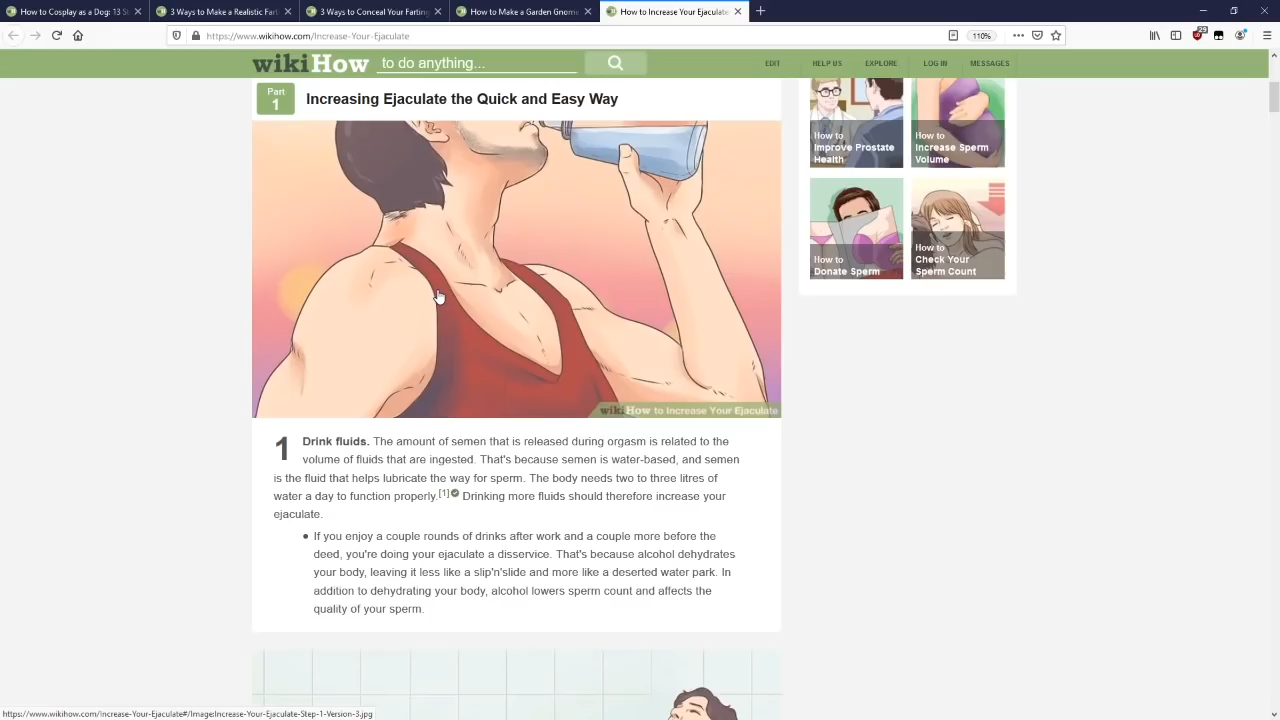 How to Cosplay as a Dog: 13 St
3 Ways to Make a Realistic Fart
3 Ways to Conceal Your Farting
How to Make a Garden Gnome
How to Increase Your Ejaculate
https://www.wikihow.com/Increase-Your-Ejaculate
110%
wikiHow to do anything...
EDIT
HELP US
EXPLORE
LOG IN
MESSAGES
Part
1
Increasing Ejaculate the Quick and Easy Way
How to
Improve Prostate
Health
How to
Increase Sperm
Volume
How to
Donate Sperm
How to
Check Your
Sperm Count
wikiHow to Increase Your Ejaculate
1 Drink fluids. The amount of semen that is released during orgasm is related to the
volume of fluids that are ingested. That's because semen is water-based, and semen
is the fluid that helps lubricate the way for sperm. The body needs two to three litres of
water a day to function properly.[1] Drinking more fluids should therefore increase your
ejaculate.
• If you enjoy a couple rounds of drinks after work and a couple more before the
deed, you're doing your ejaculate a disservice. That's because alcohol dehydrates
your body, leaving it less like a slip'n'slide and more like a deserted water park. In
addition to dehydrating your body, alcohol lowers sperm count and affects the
quality of your sperm.
https://www.wikihow.com/Increase-Your-Ejaculate#/Image:Increase-Your-Ejaculate-Step-1-Version-3.jpg